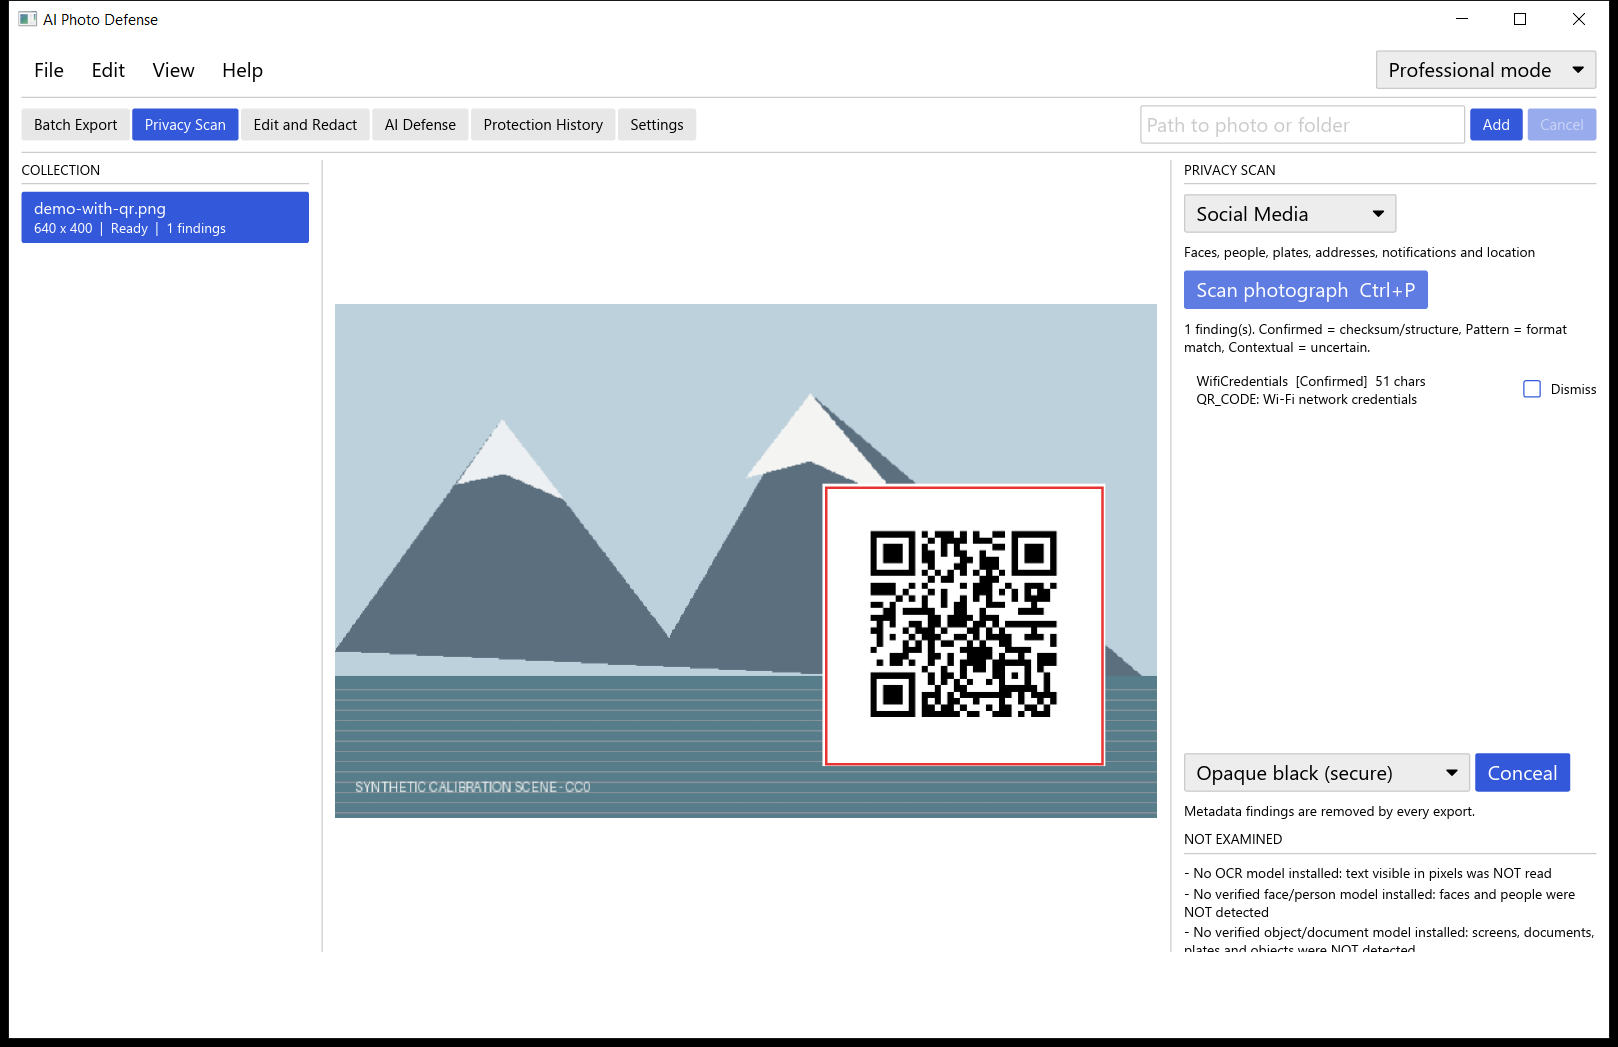 AI Photo Defense
File Edit View Help
Professional mode
Batch Export Privacy Scan Edit and Redact AI Defense Protection History Settings
Path to photo or folder Add Cancel
COLLECTION
demo-with-qr.png
640 x 400 | Ready | 1 findings
SYNTHETIC CALIBRATION SCENE - CC0
PRIVACY SCAN
Social Media
Faces, people, plates, addresses, notifications and location
Scan photograph Ctrl+P
1 finding(s). Confirmed = checksum/structure, Pattern = format
match, Contextual = uncertain.
WifiCredentials [Confirmed] 51 chars
QR_CODE: Wi-Fi network credentials
Dismiss
Opaque black (secure) Conceal
Metadata findings are removed by every export.
NOT EXAMINED
- No OCR model installed: text visible in pixels was NOT read
- No verified face/person model installed: faces and people were
NOT detected
- No verified object/document model installed: screens, documents,
plates and objects were NOT detected